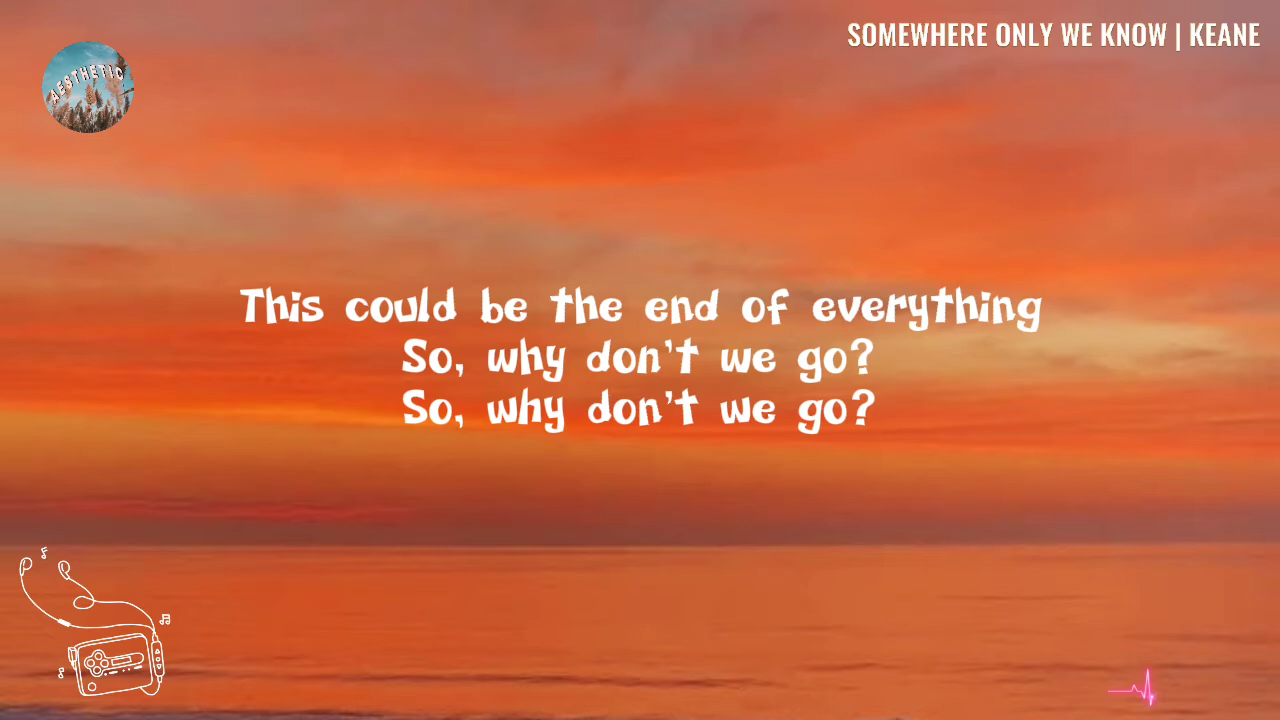 SOMEWHERE ONLY WE KNOW | KEANE
AESTHETIC
This could be the end of everything
So, why don't we go?
So, why don't we go?